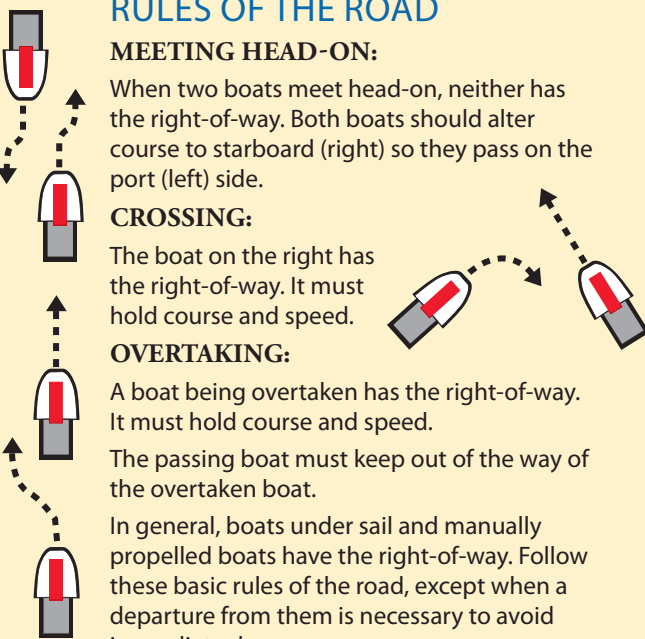 RULES OF THE ROAD
MEETING HEAD-ON:
When two boats meet head-on, neither has
the right-of-way. Both boats should alter
course to starboard (right) so they pass on the
port (left) side.
CROSSING:
The boat on the right has
the right-of-way. It must
hold course and speed.
OVERTAKING:
A boat being overtaken has the right-of-way.
It must hold course and speed.
The passing boat must keep out of the way of
the overtaken boat.
In general, boats under sail and manually
propelled boats have the right-of-way. Follow
these basic rules of the road, except when a
departure from them is necessary to avoid